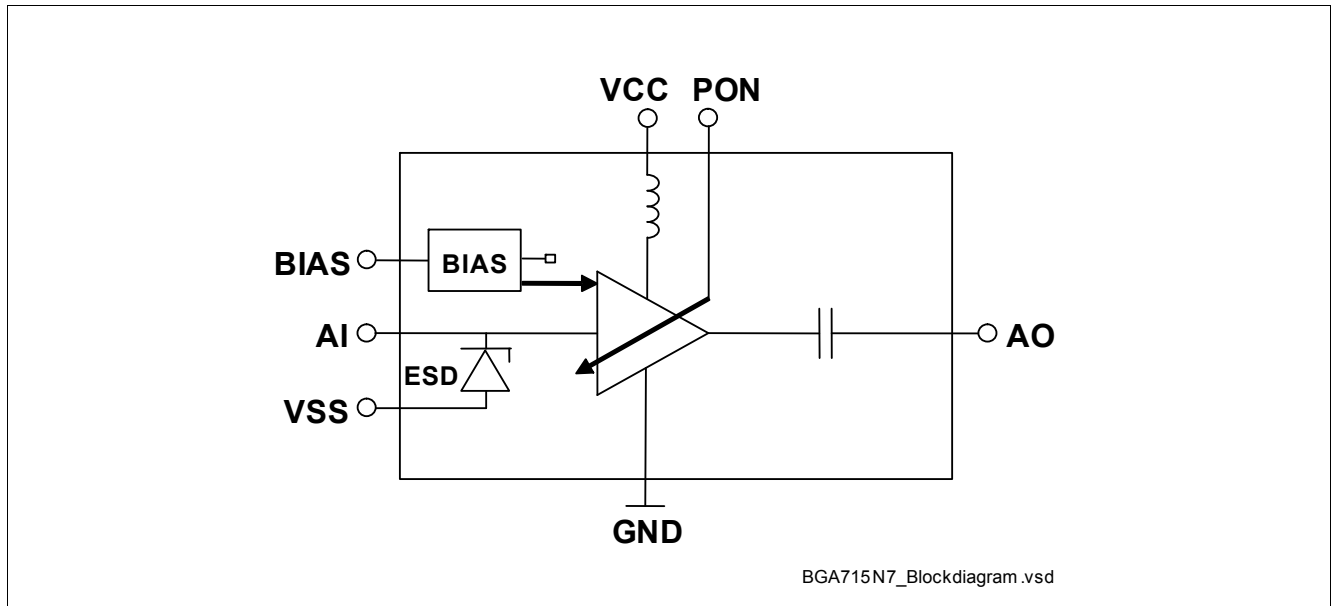 VCC PON
BIAS
BIAS
AI
ESD
VSS
AO
GND
BGA715N7_Blockdiagram.vsd